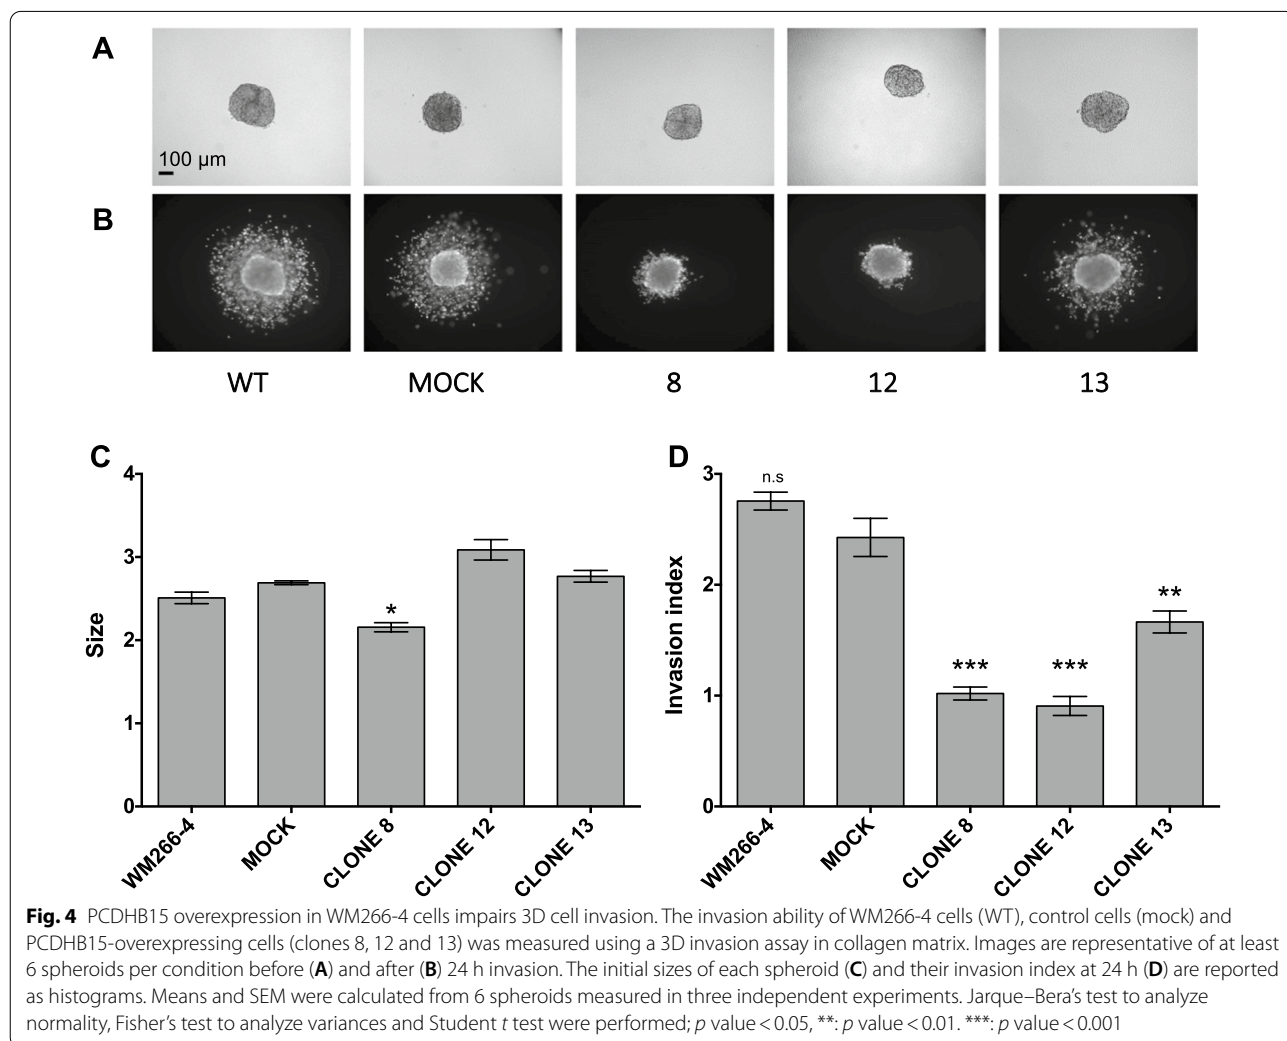 A
100 µm
B
WT MOCK 8 12 13
C
4
3
2
1
0
Size
*
WM266-4 MOCK CLONE 8 CLONE 12 CLONE 13
D
3
2
1
0
Invasion index
n.s
*** *** **
WM266-4 MOCK CLONE 8 CLONE 12 CLONE 13
Fig. 4 PCDHB15 overexpression in WM266-4 cells impairs 3D cell invasion. The invasion ability of WM266-4 cells (WT), control cells (mock) and
PCDHB15-overexpressing cells (clones 8, 12 and 13) was measured using a 3D invasion assay in collagen matrix. Images are representative of at least
6 spheroids per condition before (A) and after (B) 24 h invasion. The initial sizes of each spheroid (C) and their invasion index at 24 h (D) are reported
as histograms. Means and SEM were calculated from 6 spheroids measured in three independent experiments. Jarque–Bera's test to analyze
normality, Fisher's test to analyze variances and Student t test were performed; p value < 0.05, **: p value < 0.01. ***: p value < 0.001